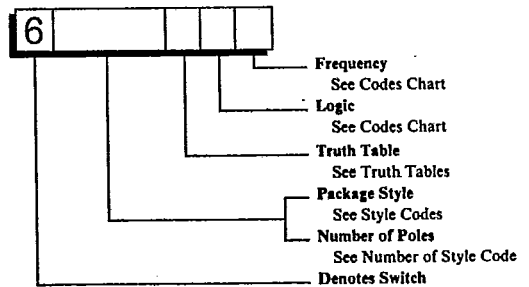 6
Frequency
See Codes Chart
Logic
See Codes Chart
Truth Table
See Truth Tables
Package Style
See Style Codes
Number of Poles
See Number of Style Code
Denotes Switch